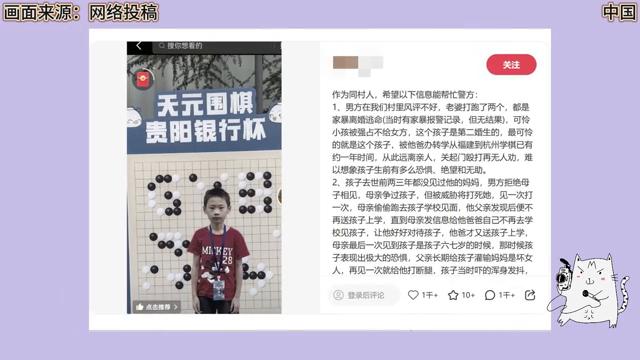 画面来源：网络投稿
中国
搜你想看的
天元围棋
贵阳银行杯
MICKEY
点击推荐
关注
作为同村人，希望以下信息能帮忙警方：
1，男方在我们村里风评不好，老婆打跑了两个，都是
家暴离婚逃命(当时有家暴报警记录，但无结果)，可怜
小孩被强占不给女方，这个孩子是第二婚生的，最可怜
的就是这个孩子，被他爸办转学从福建到杭州学棋已有
约一年时间，从此远离亲人，关起门殴打再无人劝，难
以想象孩子生前有多么恐惧、绝望和无助。
2，孩子去世前两三年都没见过他的妈妈，男方拒绝母
子相见，母亲争过孩子，但被威胁将打死她，见一次打
一次，母亲偷偷跑去孩子学校见面，他父亲发现后便不
再送孩子上学，直到母亲发信息给他爸爸自己不再去学
校见孩子，让他好好对待孩子，他爸才又送孩子上学，
母亲最后一次见到孩子是孩子六七岁的时候，那时候孩
子表现出极大的恐惧，父亲长期给孩子灌输妈妈是坏女
人，再见一次就给他打断腿，孩子当时吓的浑身发抖，
登录后评论
1千+
10+
1千+